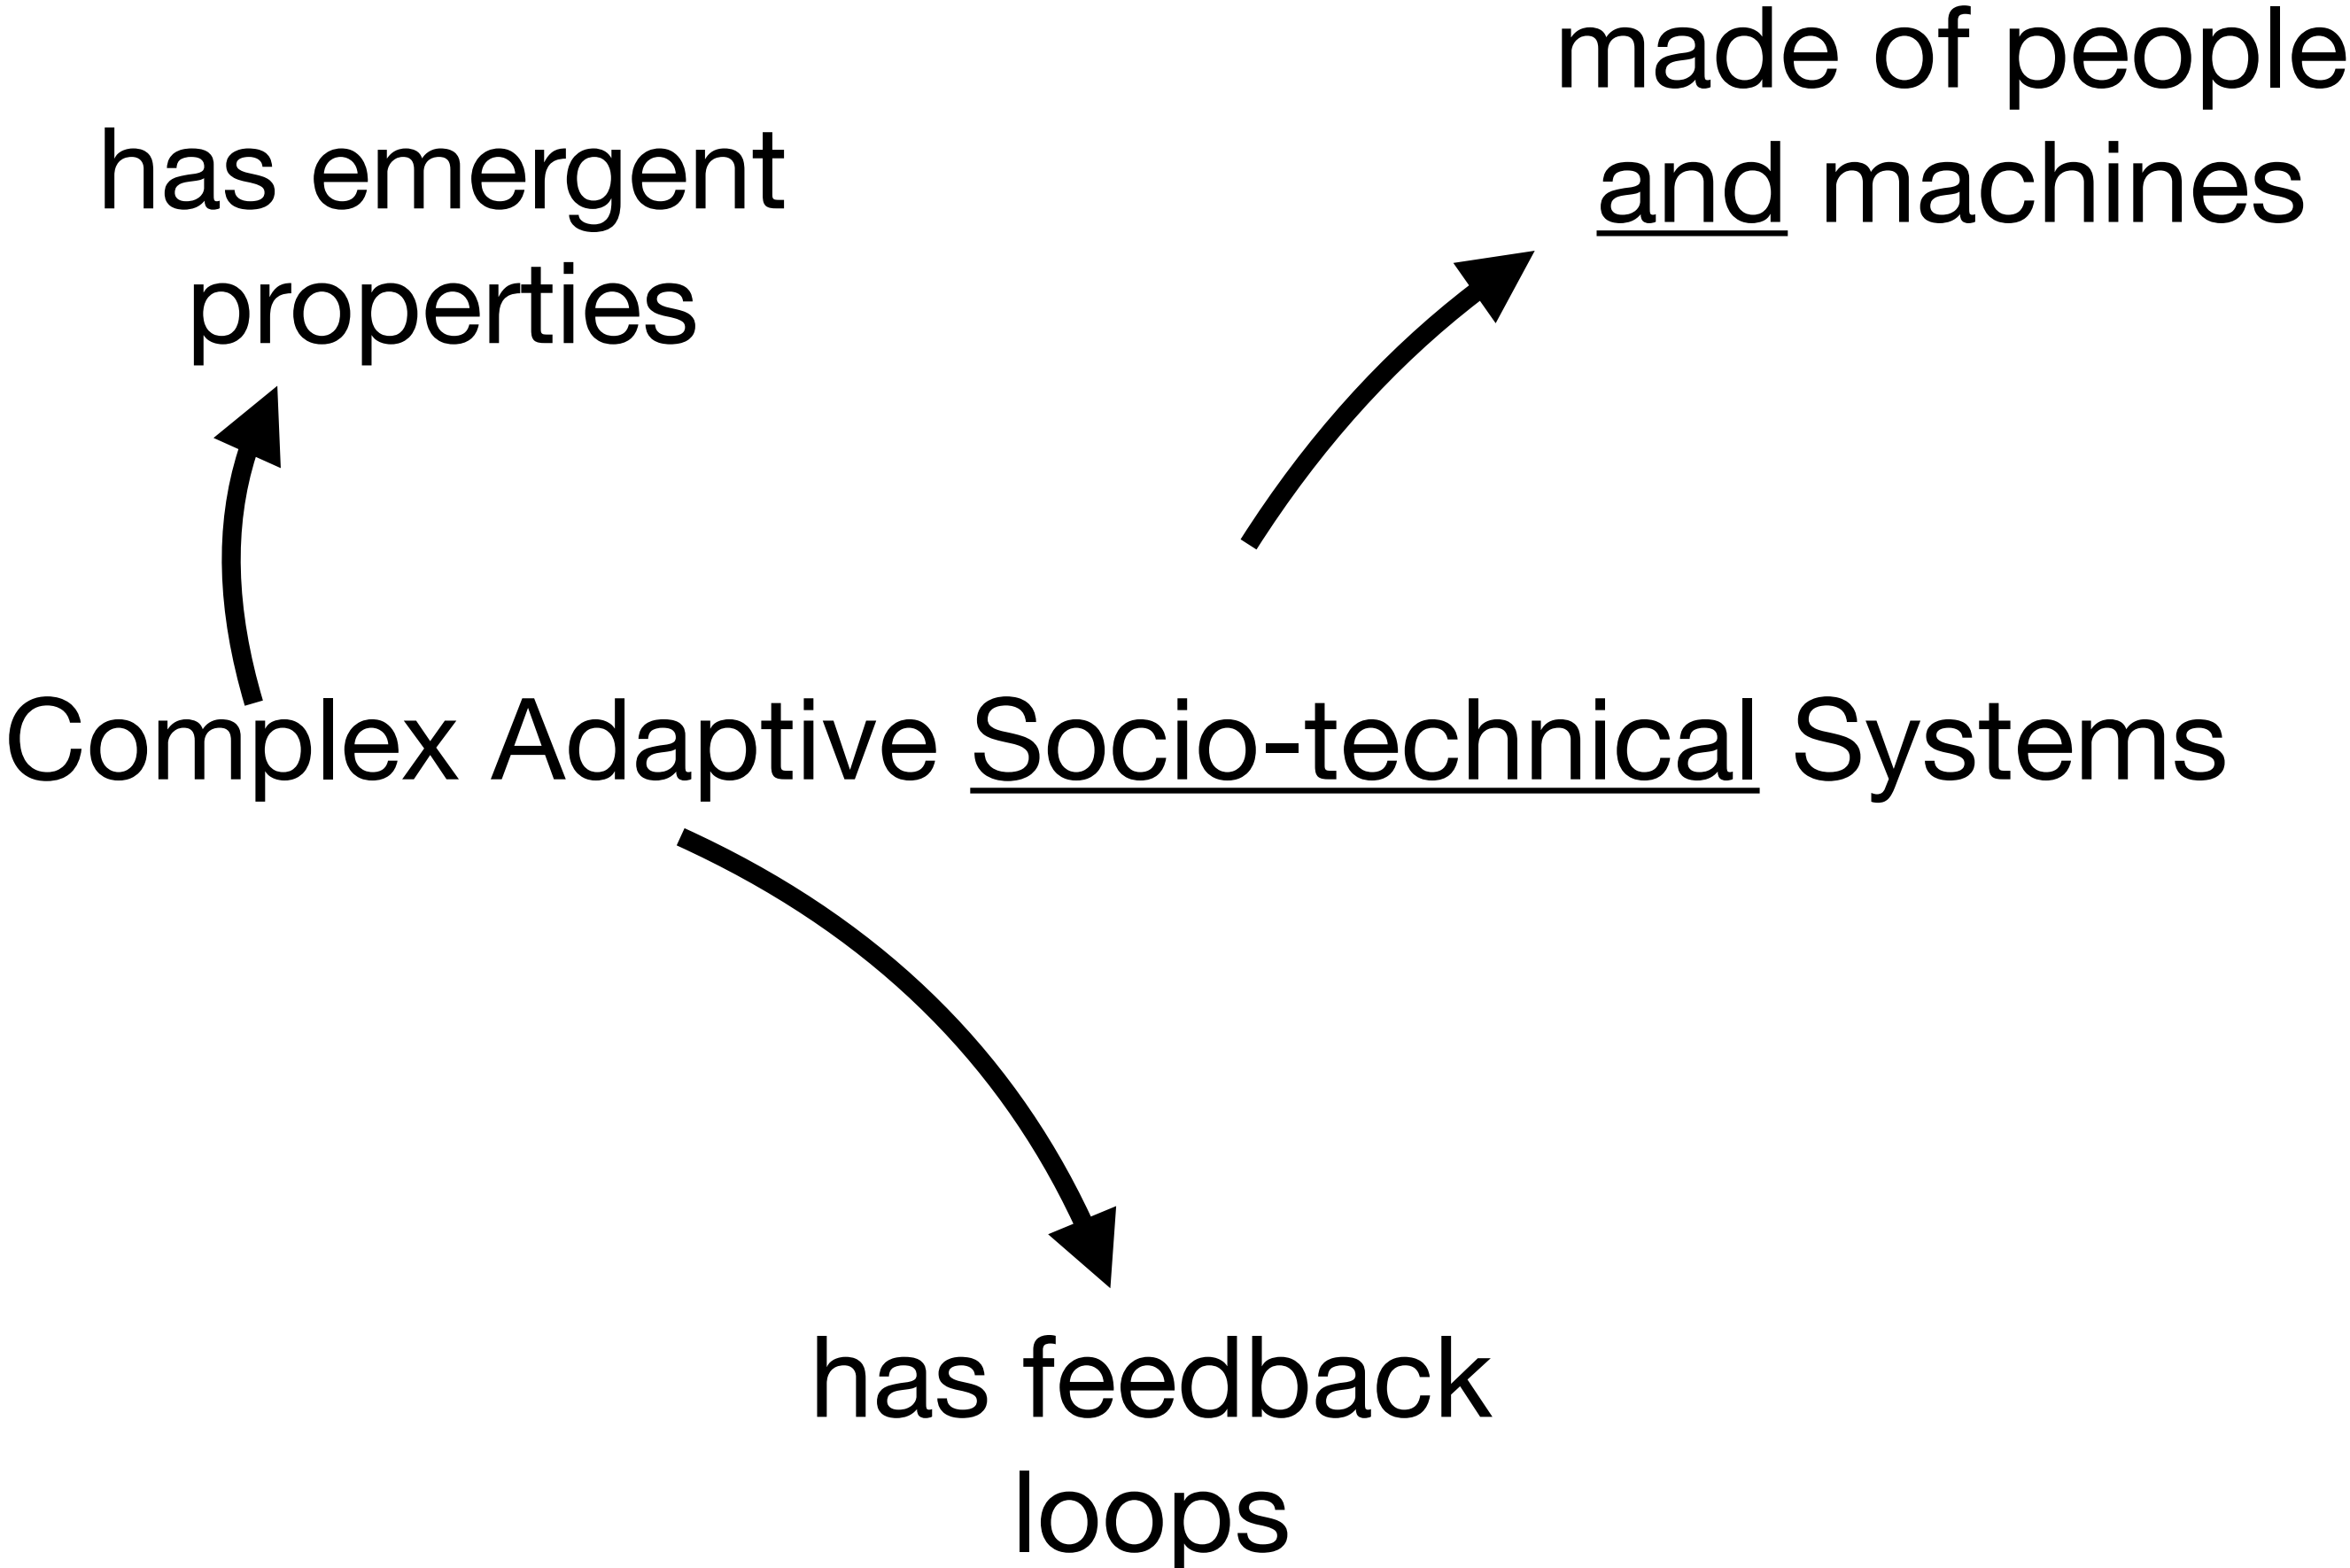 made of people
and machines
has emergent
properties
Complex Adaptive Socio-technical Systems
has feedback
loops